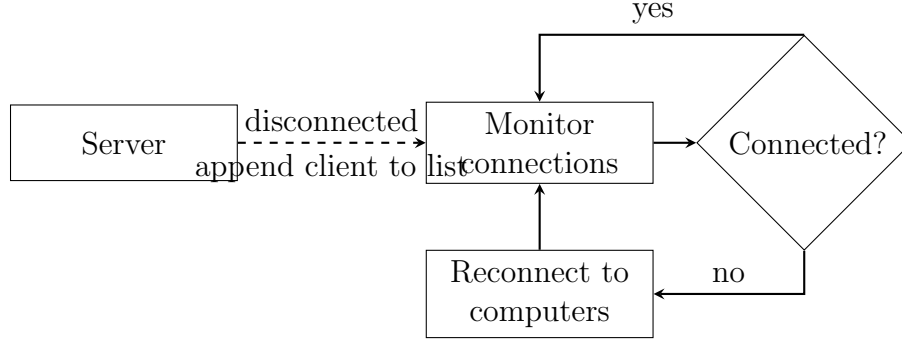 yes
Server
disconnected
append client to list
Monitor
connections
Connected?
Reconnect to
computers
no